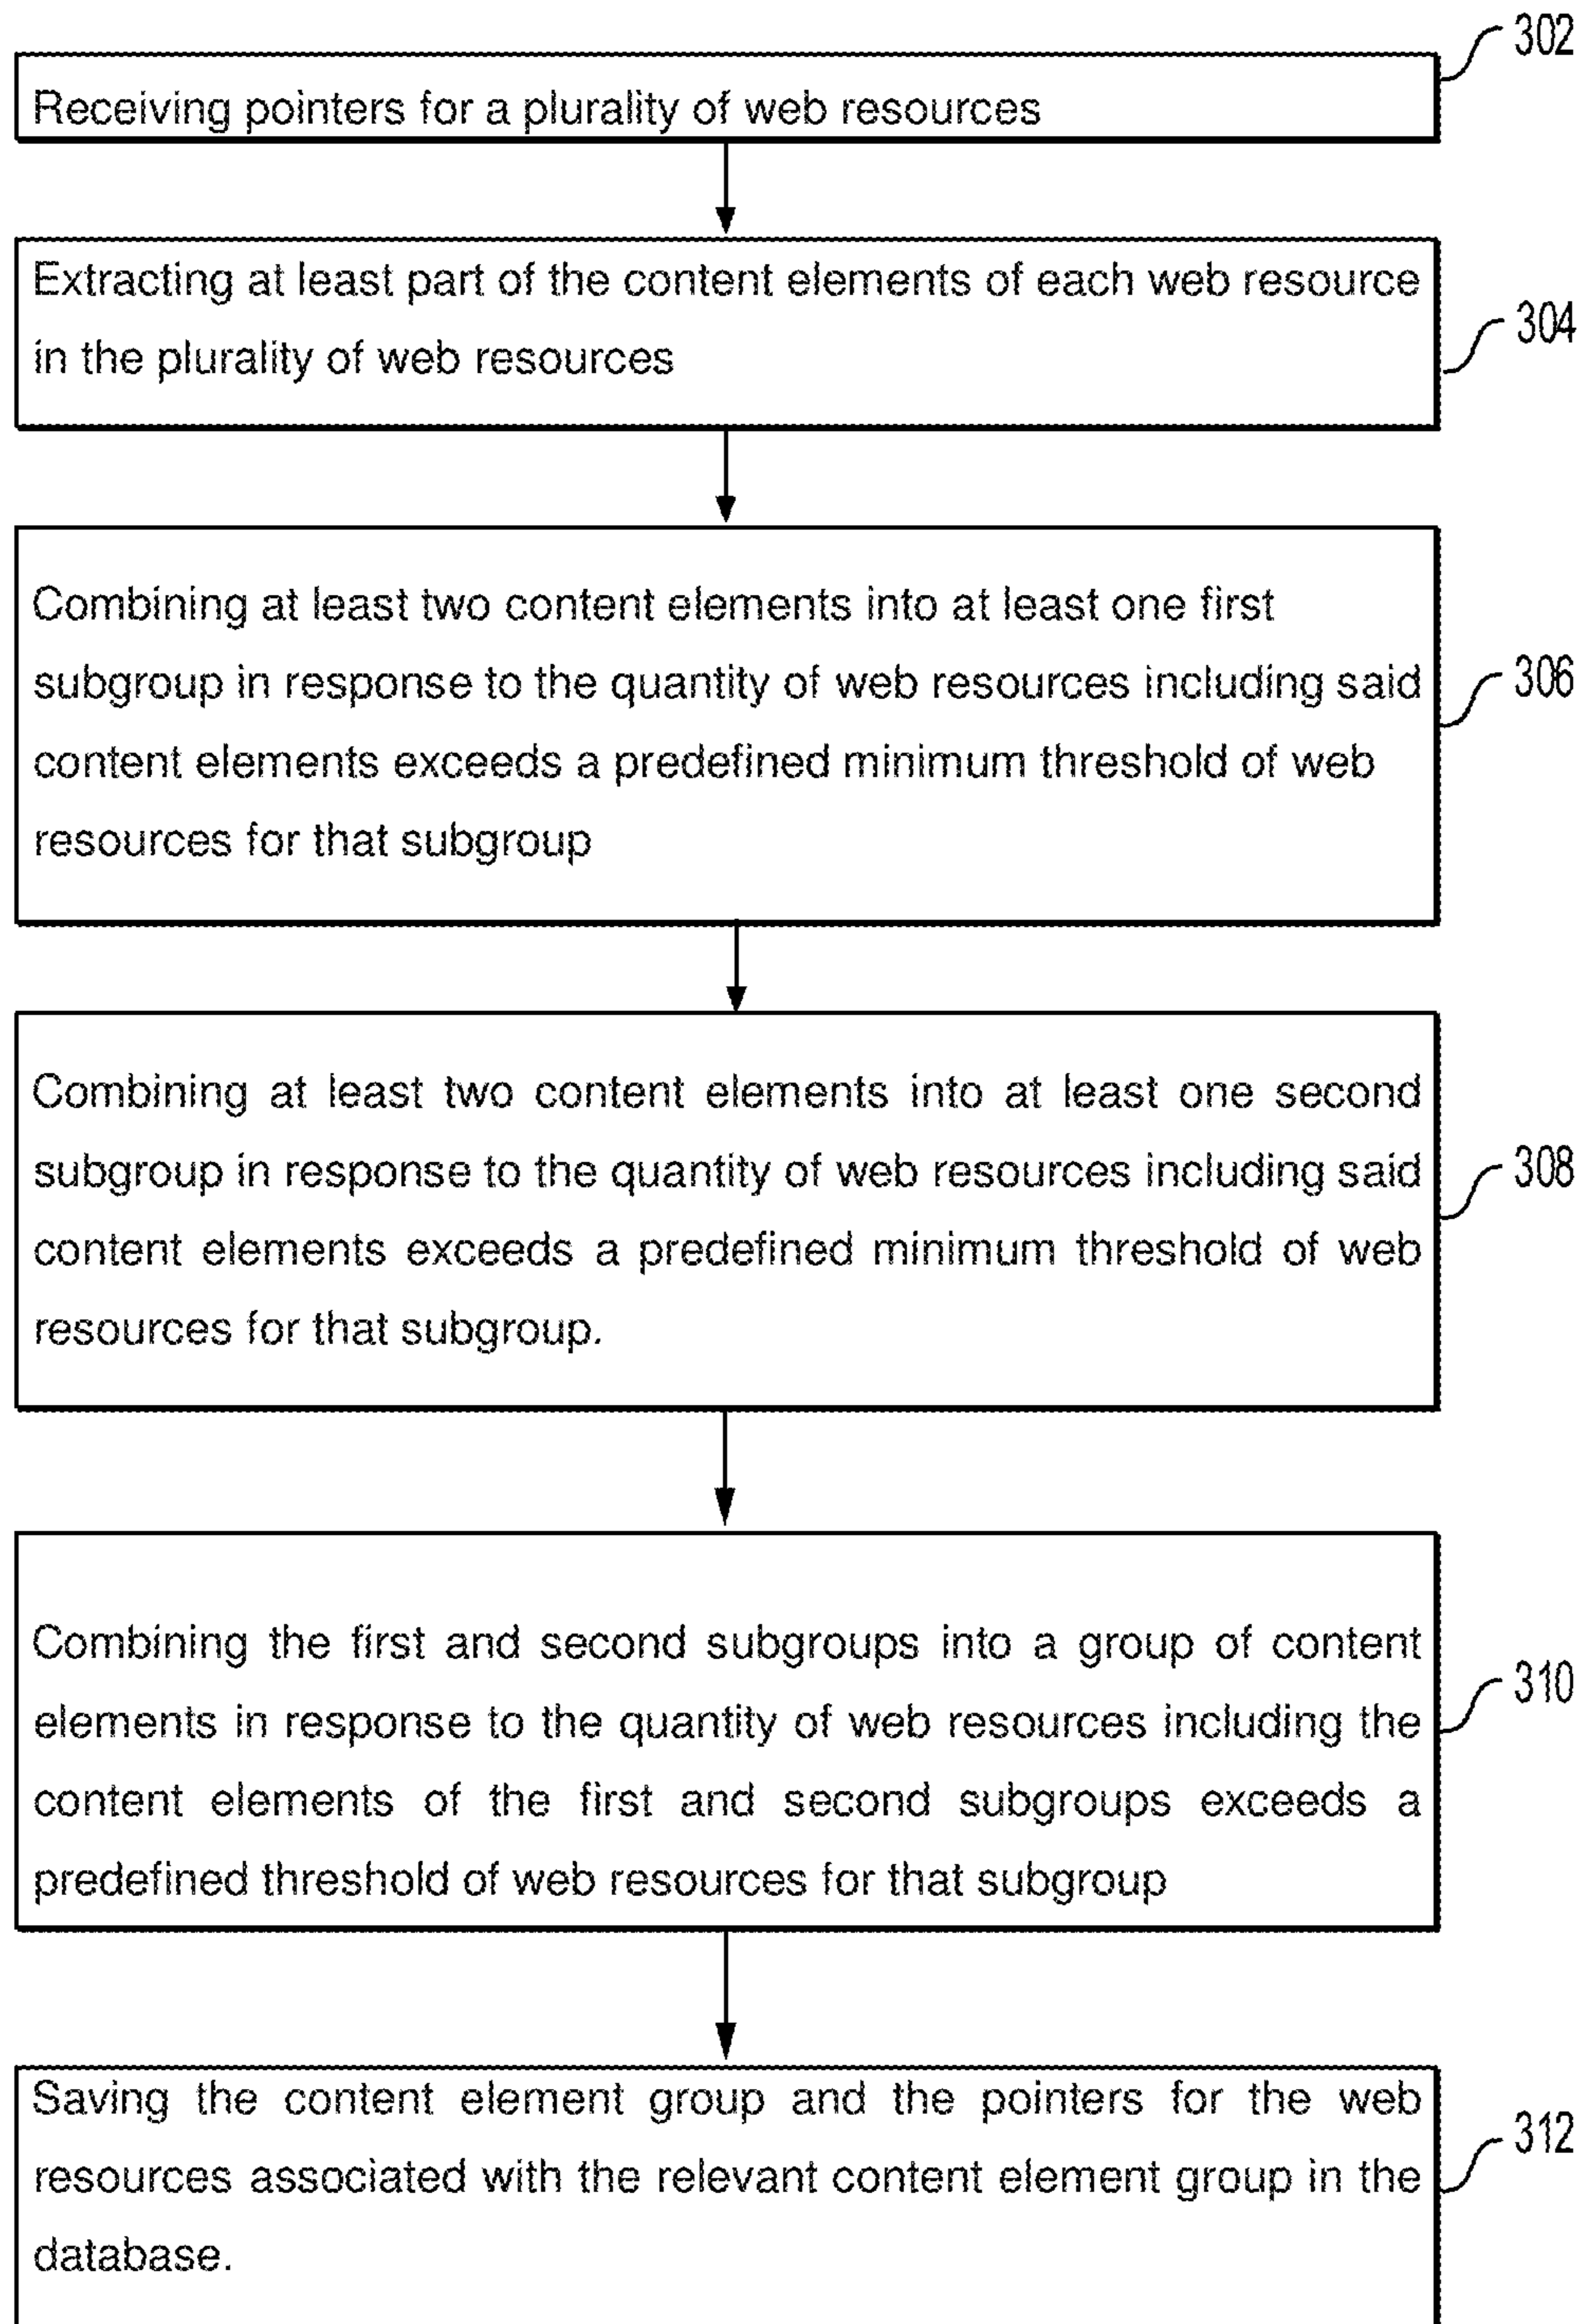 302
Receiving pointers for a plurality of web resources
Extracting at least part of the content elements of each web resource
in the plurality of web resources
304
Combining at least two content elements into at least one first
subgroup in response to the quantity of web resources including said
content elements exceeds a predefined minimum threshold of web
resources for that subgroup
306
Combining at least two content elements into at least one second
subgroup in response to the quantity of web resources including said
content elements exceeds a predefined minimum threshold of web
resources for that subgroup.
308
Combining the first and second subgroups into a group of content
elements in response to the quantity of web resources including the
content elements of the first and second subgroups exceeds a
predefined threshold of web resources for that subgroup
310
Saving the content element group and the pointers for the web
resources associated with the relevant content element group in the
database.
312